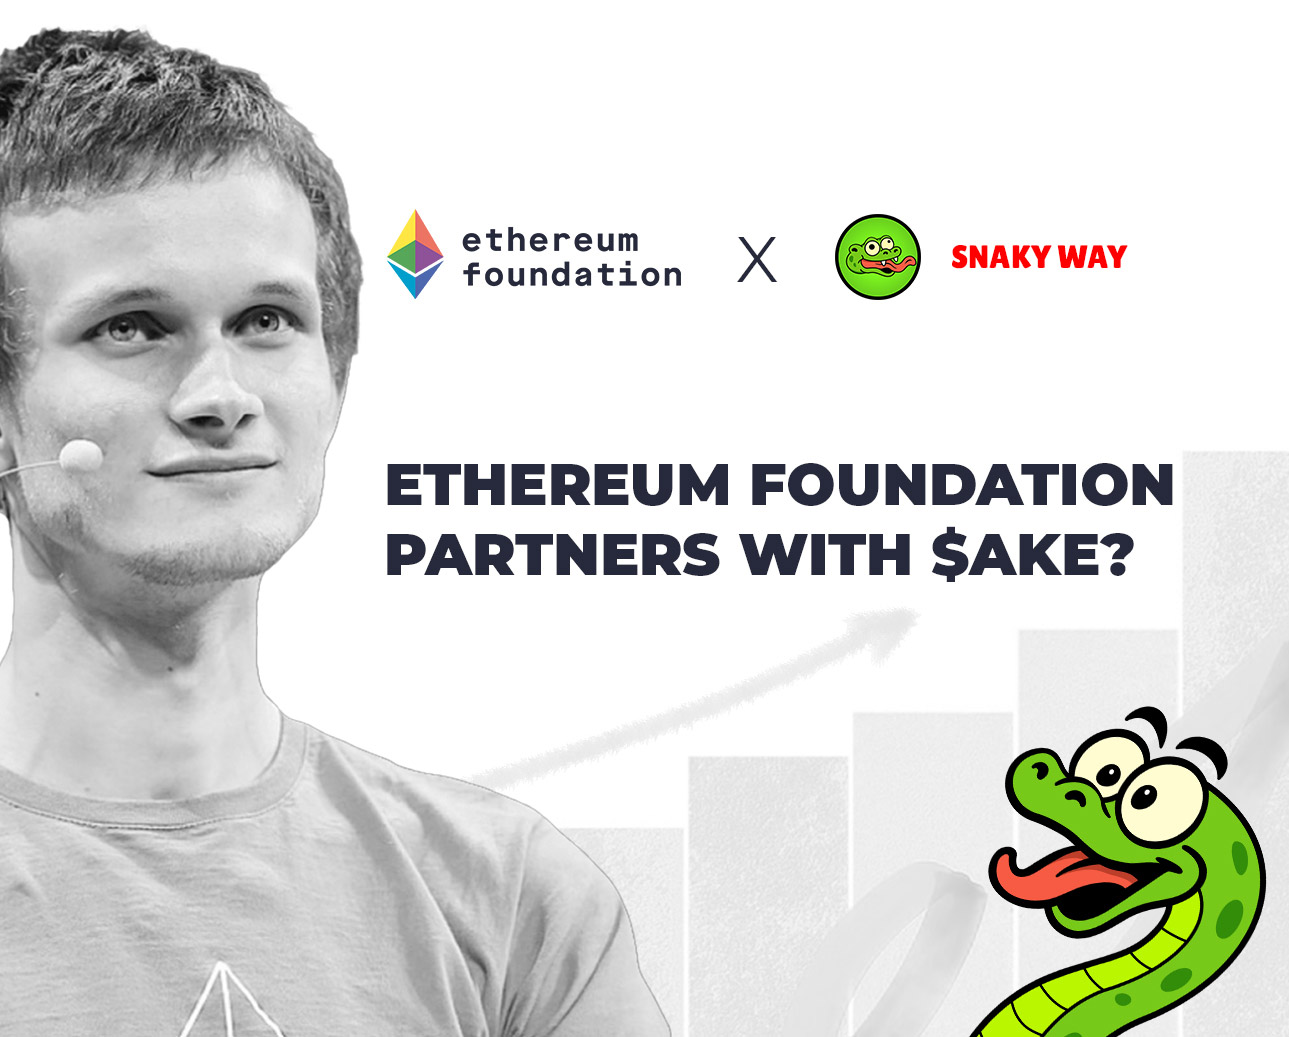 ethereum
foundation
X
SNAKY WAY
ETHEREUM FOUNDATION
PARTNERS WITH $AKE?